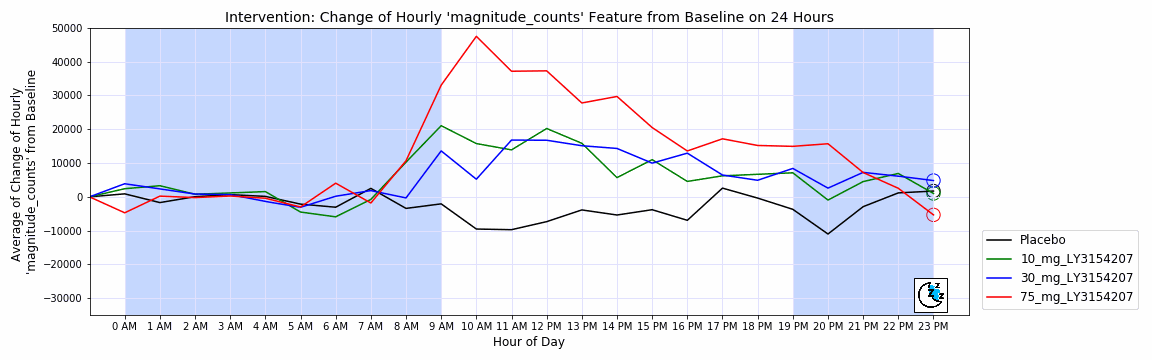 Intervention: Change of Hourly 'magnitude_counts' Feature from Baseline on 24 Hours
Average of Change of Hourly
'magnitude_counts' from Baseline
50000
40000
30000
20000
10000
0
−10000
−20000
−30000
0 AM 1 AM 2 AM 3 AM 4 AM 5 AM 6 AM 7 AM 8 AM 9 AM 10 AM 11 AM 12 PM 13 PM 14 PM 15 PM 16 PM 17 PM 18 PM 19 PM 20 PM 21 PM 22 PM 23 PM
Hour of Day
Placebo
10_mg_LY3154207
30_mg_LY3154207
75_mg_LY3154207